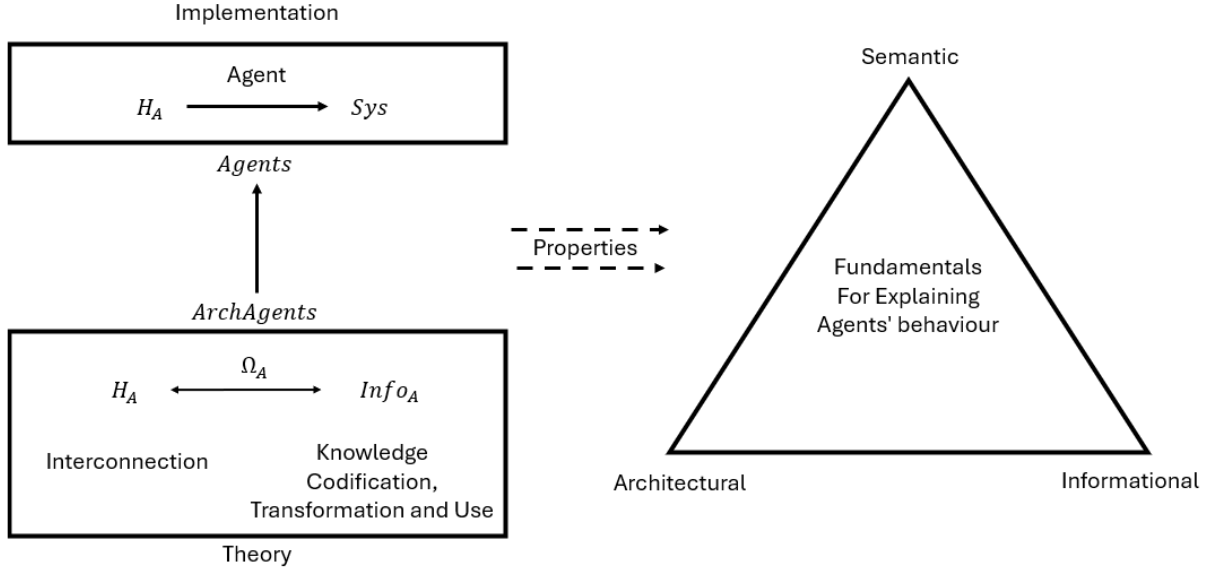 Implementation
Agent
H_A
Sys
Agents
ArchAgents
Ω_A
H_A
Info_A
Interconnection
Knowledge
Codification,
Transformation and Use
Theory
Properties
Semantic
Fundamentals
For Explaining
Agents' behaviour
Architectural
Informational